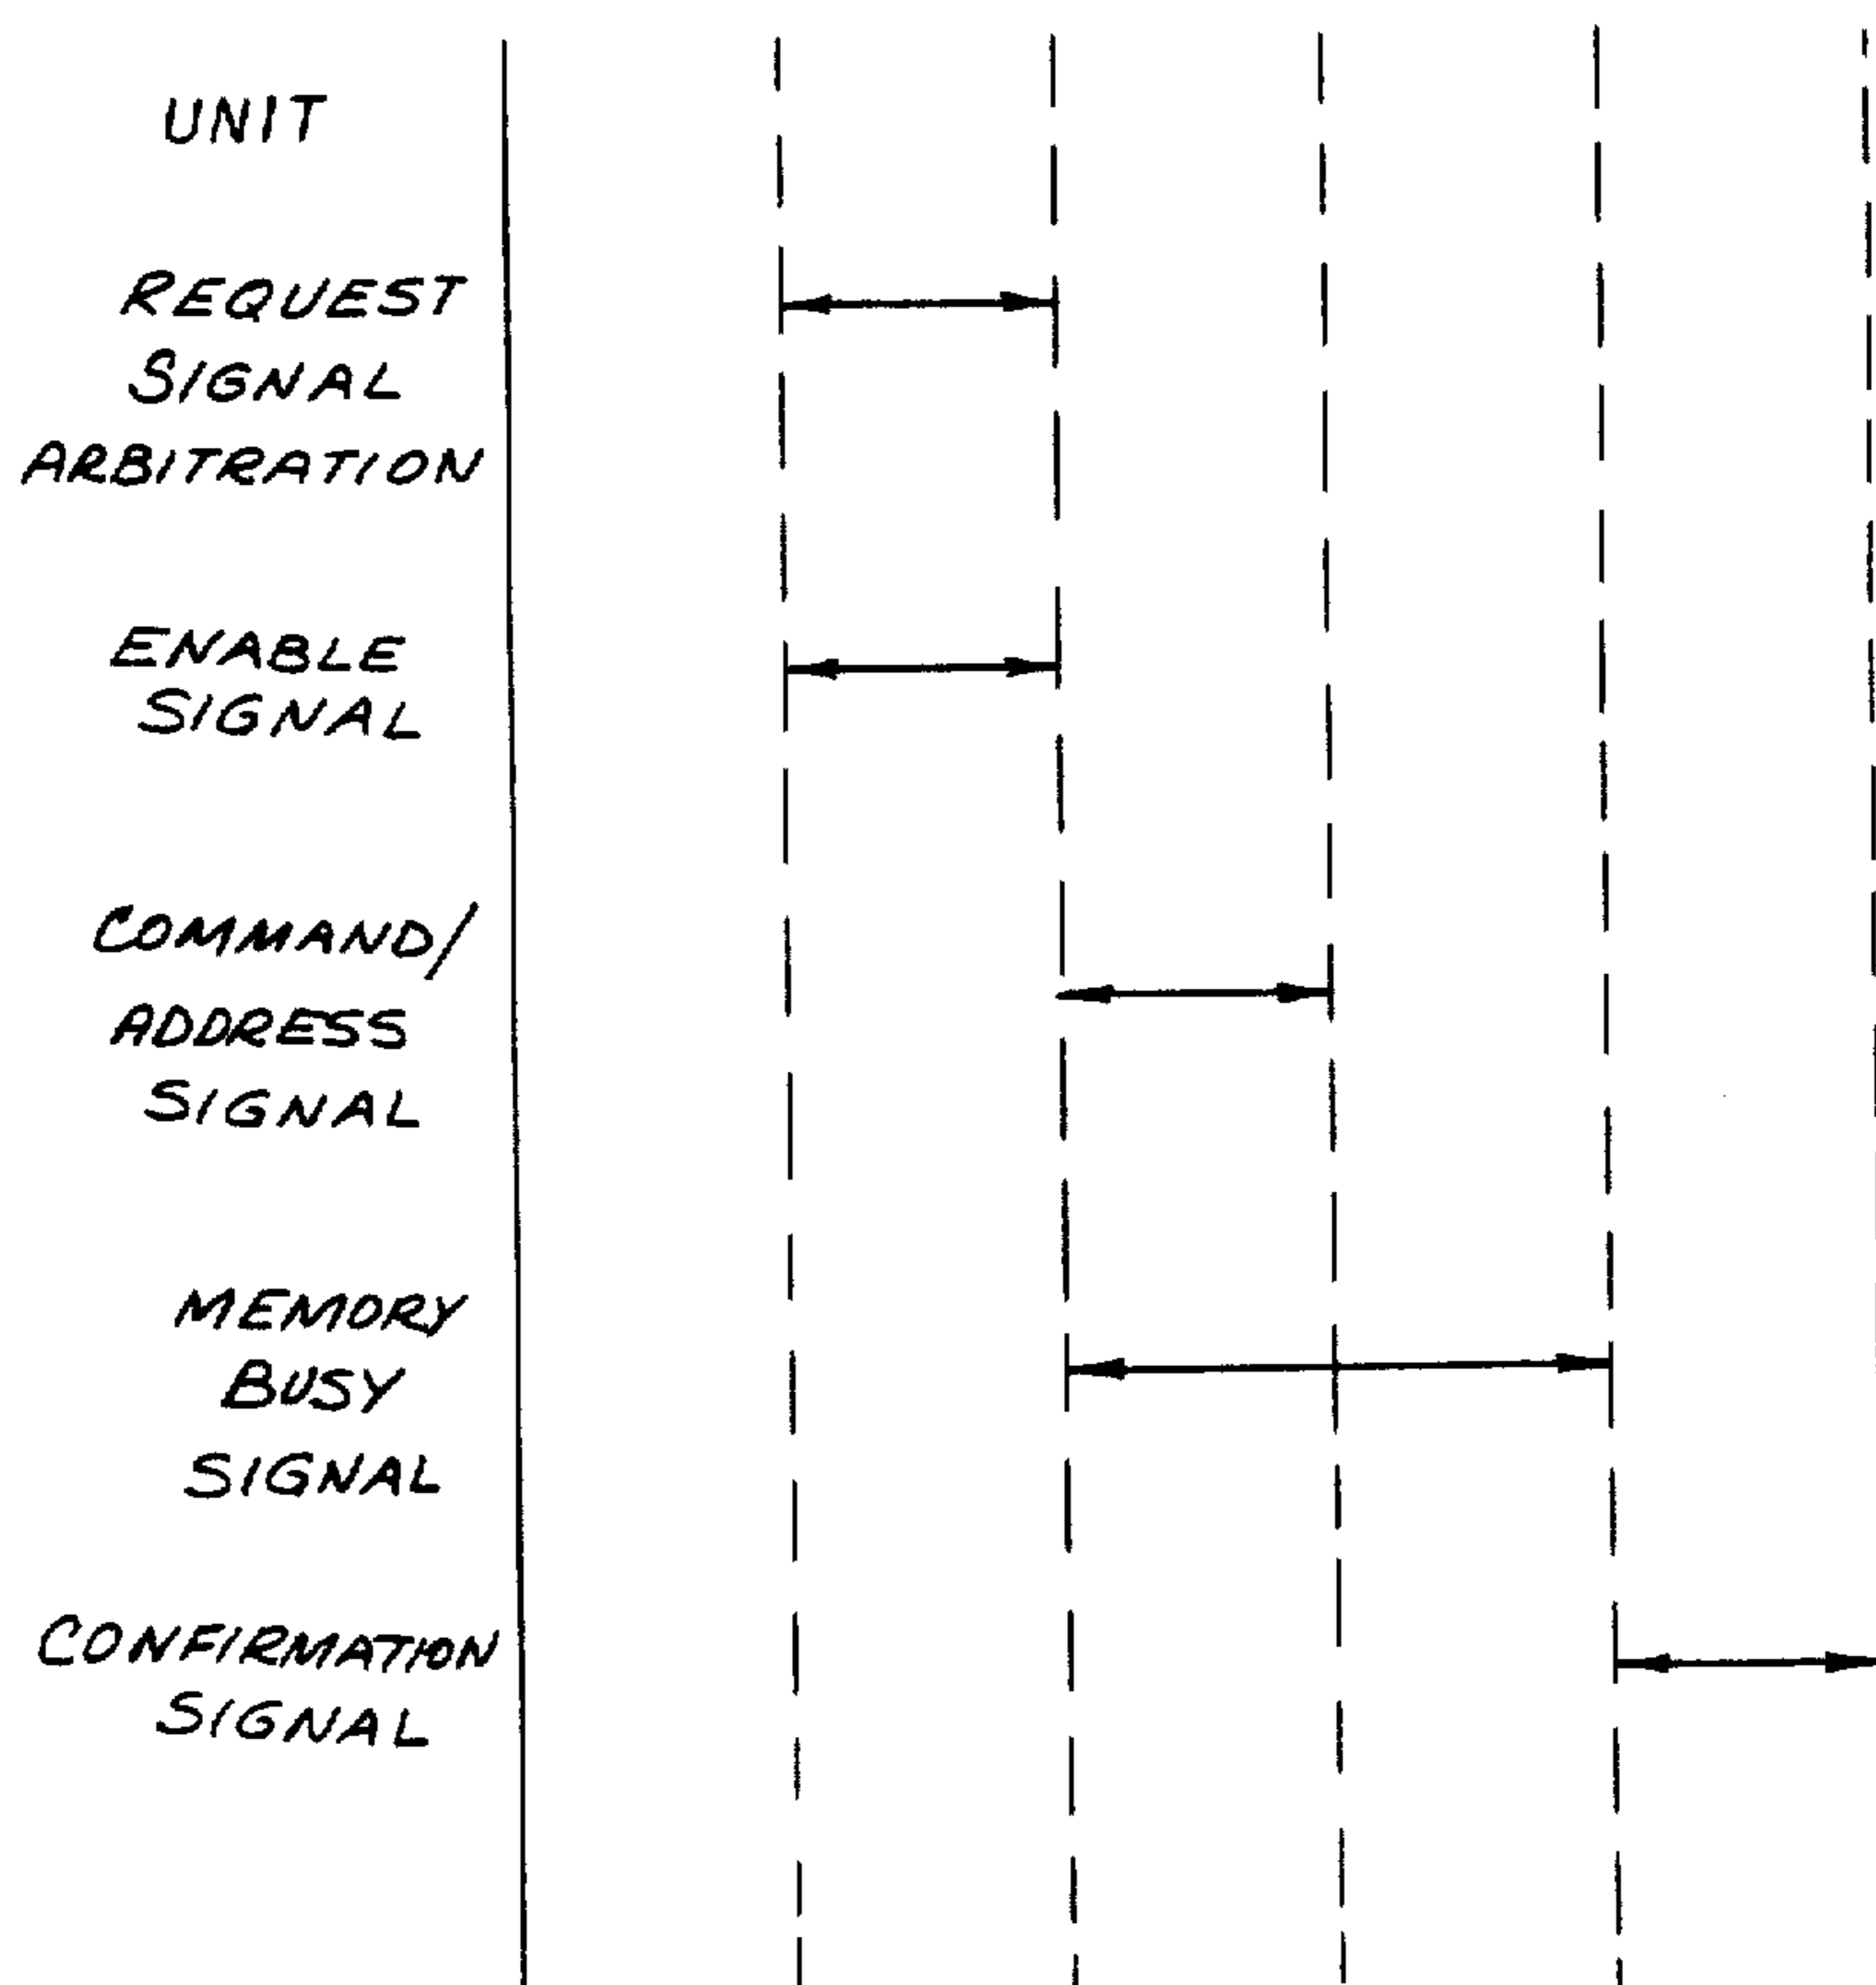 UNIT
REQUEST
SIGNAL
ARBITRATION
ENABLE
SIGNAL
COMMAND/
ADDRESS
SIGNAL
MEMORY
BUSY
SIGNAL
CONFIRMATION
SIGNAL